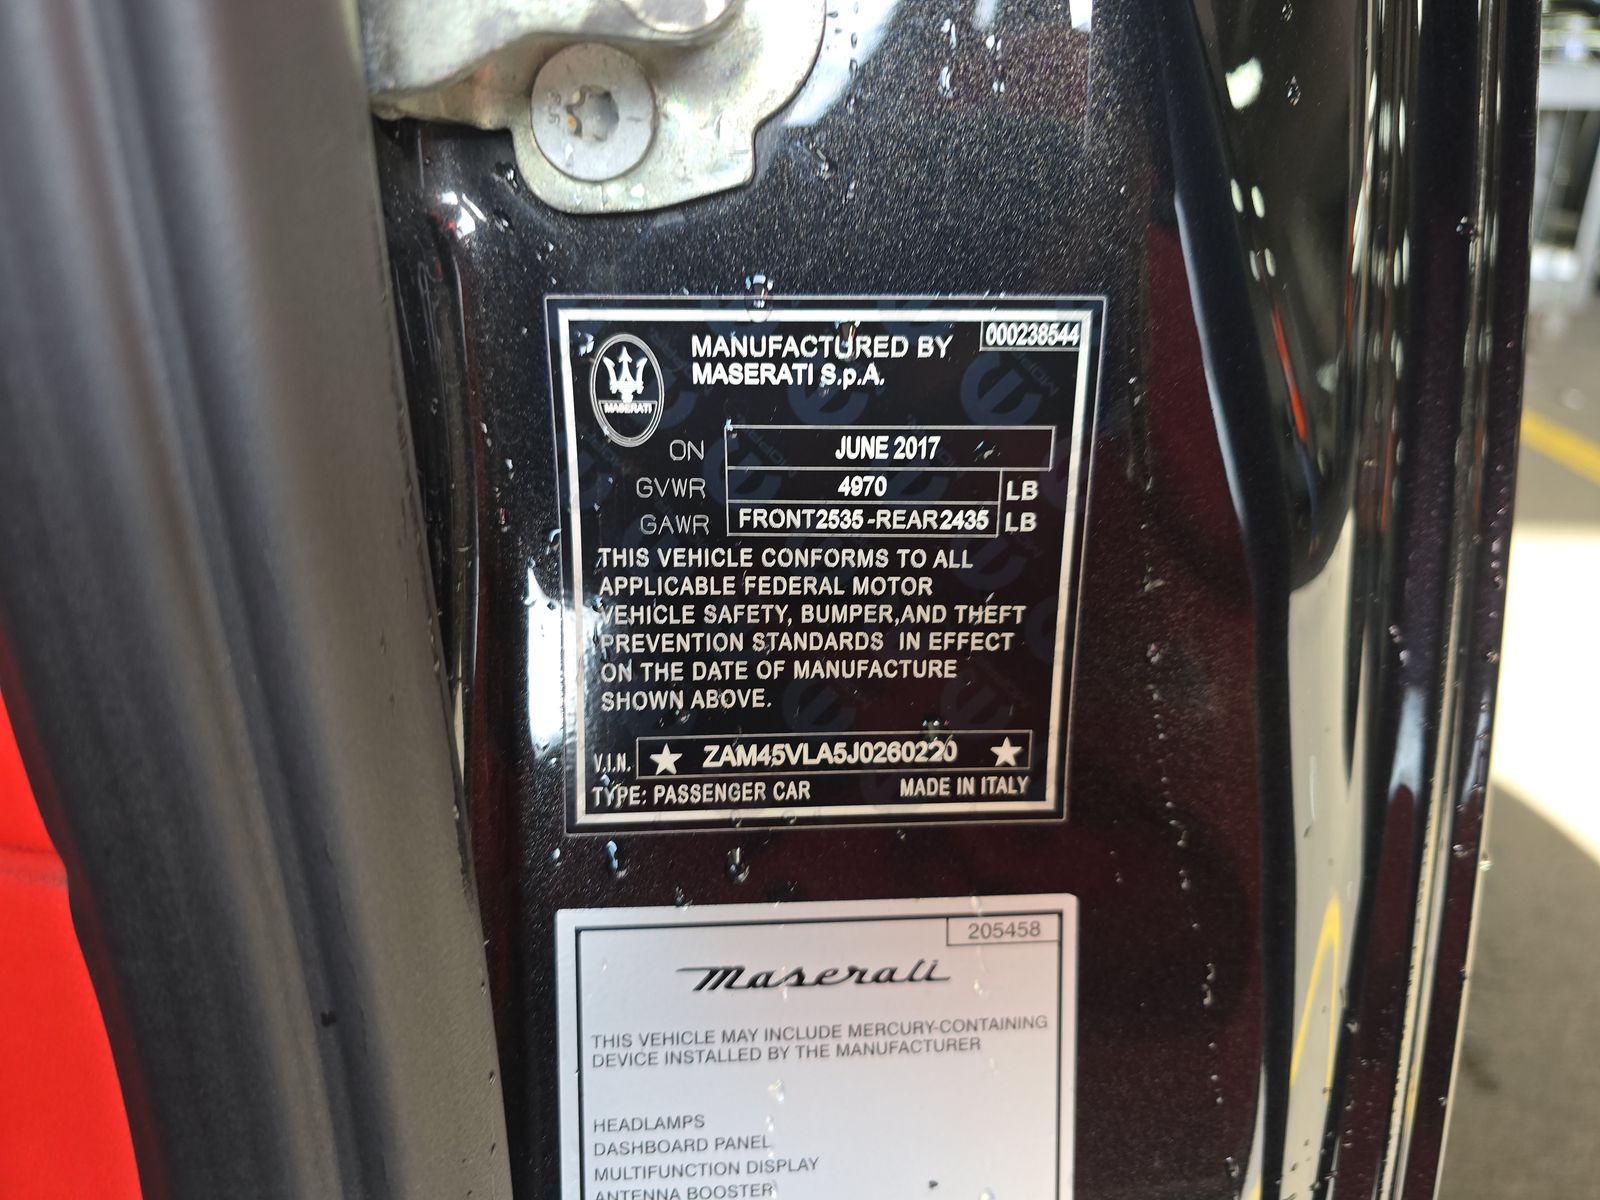 000238544
MANUFACTURED BY
MASERATI S.p.A.
MASERATI
ON JUNE 2017
GVWR 4970 LB
GAWR FRONT2535-REAR2435 LB
THIS VEHICLE CONFORMS TO ALL
APPLICABLE FEDERAL MOTOR
VEHICLE SAFETY, BUMPER,AND THEFT
PREVENTION STANDARDS IN EFFECT
ON THE DATE OF MANUFACTURE
SHOWN ABOVE.
V.I.N. ★ ZAM45VLA5J0260220 ★
TYPE: PASSENGER CAR MADE IN ITALY
205458
Maserati
THIS VEHICLE MAY INCLUDE MERCURY-CONTAINING
DEVICE INSTALLED BY THE MANUFACTURER
HEADLAMPS
DASHBOARD PANEL
MULTIFUNCTION DISPLAY
ANTENNA BOOSTER